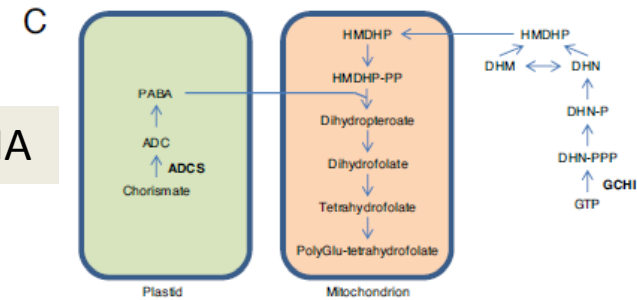 C
IA
PABA
ADC
ADCS
Chorismate
Plastid
HMDHP
HMDHP-PP
Dihydropteroate
Dihydrofolate
Tetrahydrofolate
PolyGlu-tetrahydrofolate
Mitochondrion
HMDHP
DHM
DHN
DHN-P
DHN-PPP
GCHI
GTP